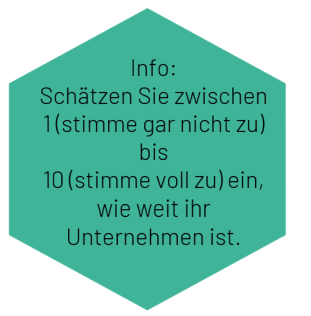 Info:
Schätzen Sie zwischen
1 (stimme gar nicht zu)
bis
10 (stimme voll zu) ein,
wie weit ihr
Unternehmen ist.